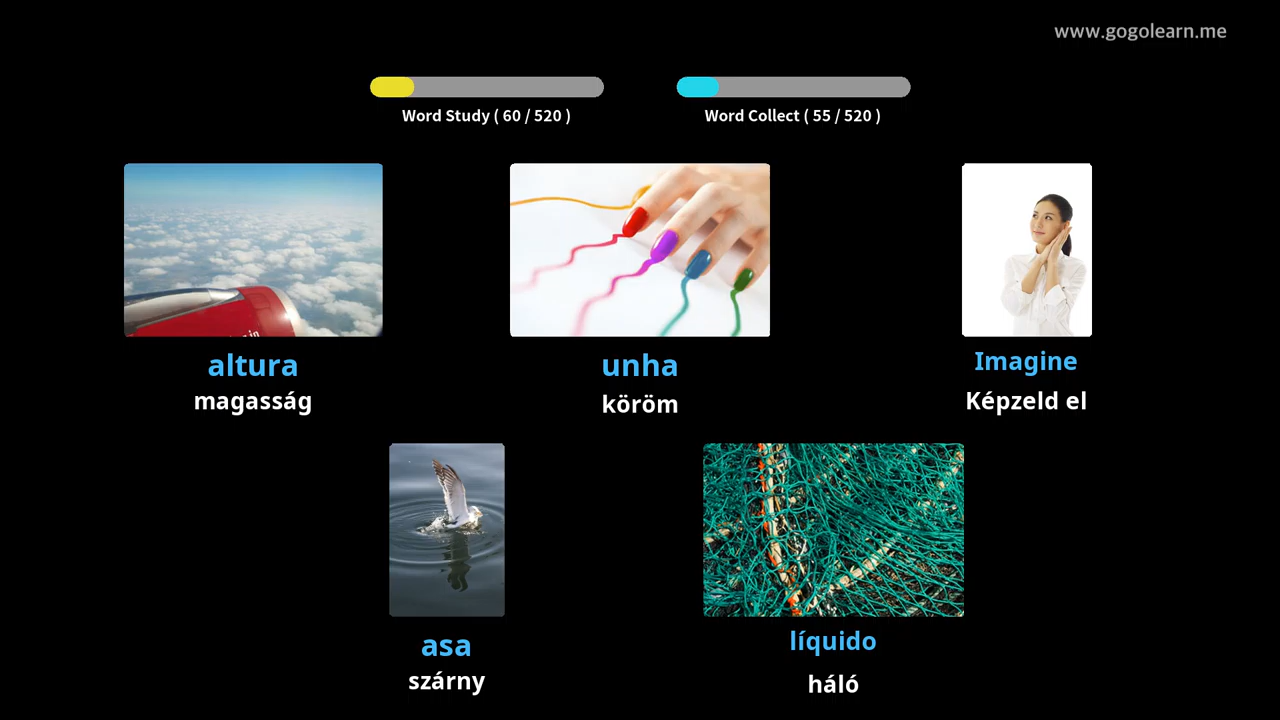 www.gogolearn.me
Word Study ( 60 / 520 )
Word Collect ( 55 / 520 )
altura
magasság
unha
köröm
Imagine
Képzeld el
asa
szárny
líquido
háló